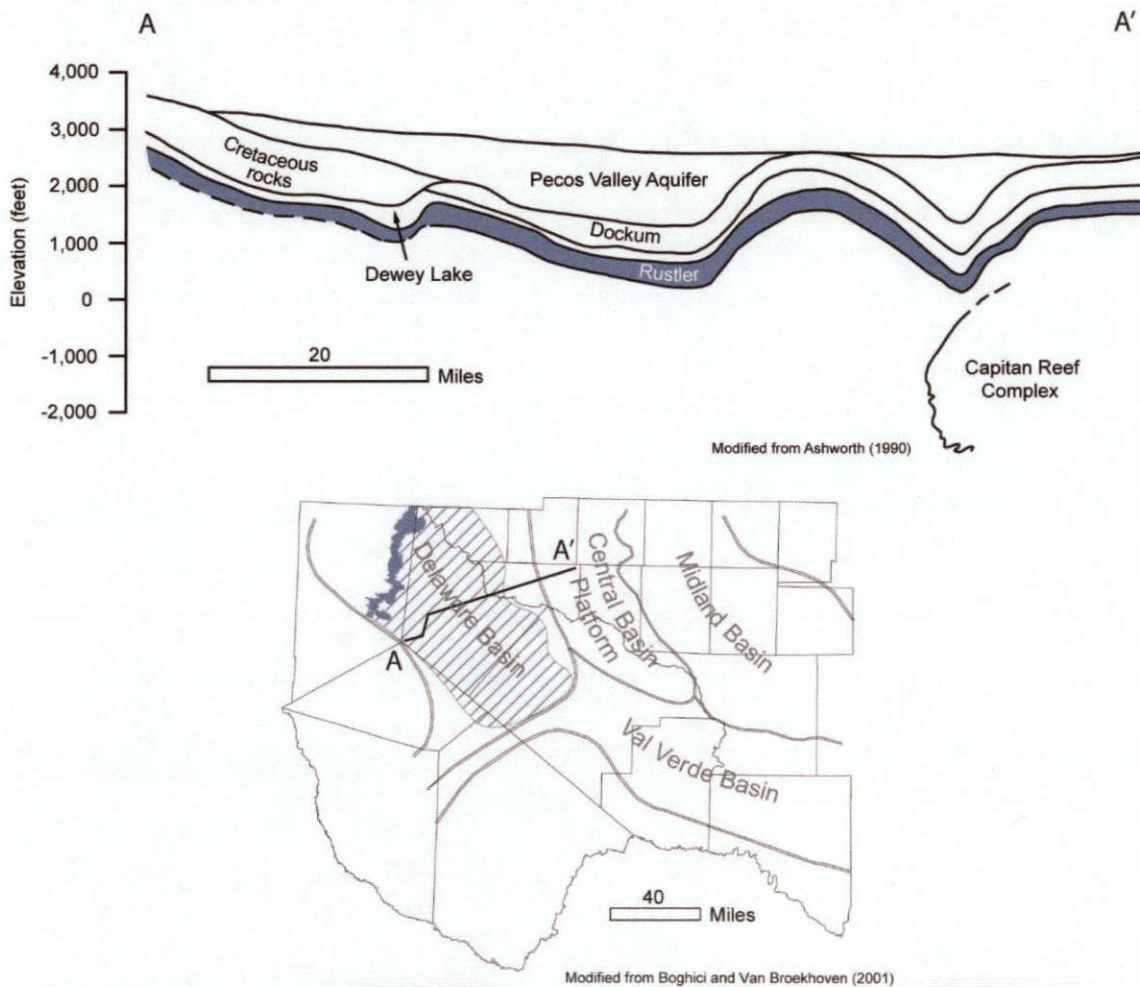 A
A'
4,000
3,000
2,000
1,000
0
-1,000
-2,000
Elevation (feet)
Cretaceous
rocks
Pecos Valley Aquifer
Dockum
Rustler
Dewey Lake
20
Miles
Capitan Reef
Complex
Modified from Ashworth (1990)
A'
A
Delaware Basin
Central Basin
Platform
Midland Basin
Val Verde Basin
40
Miles
Modified from Boghici and Van Broekhoven (2001)